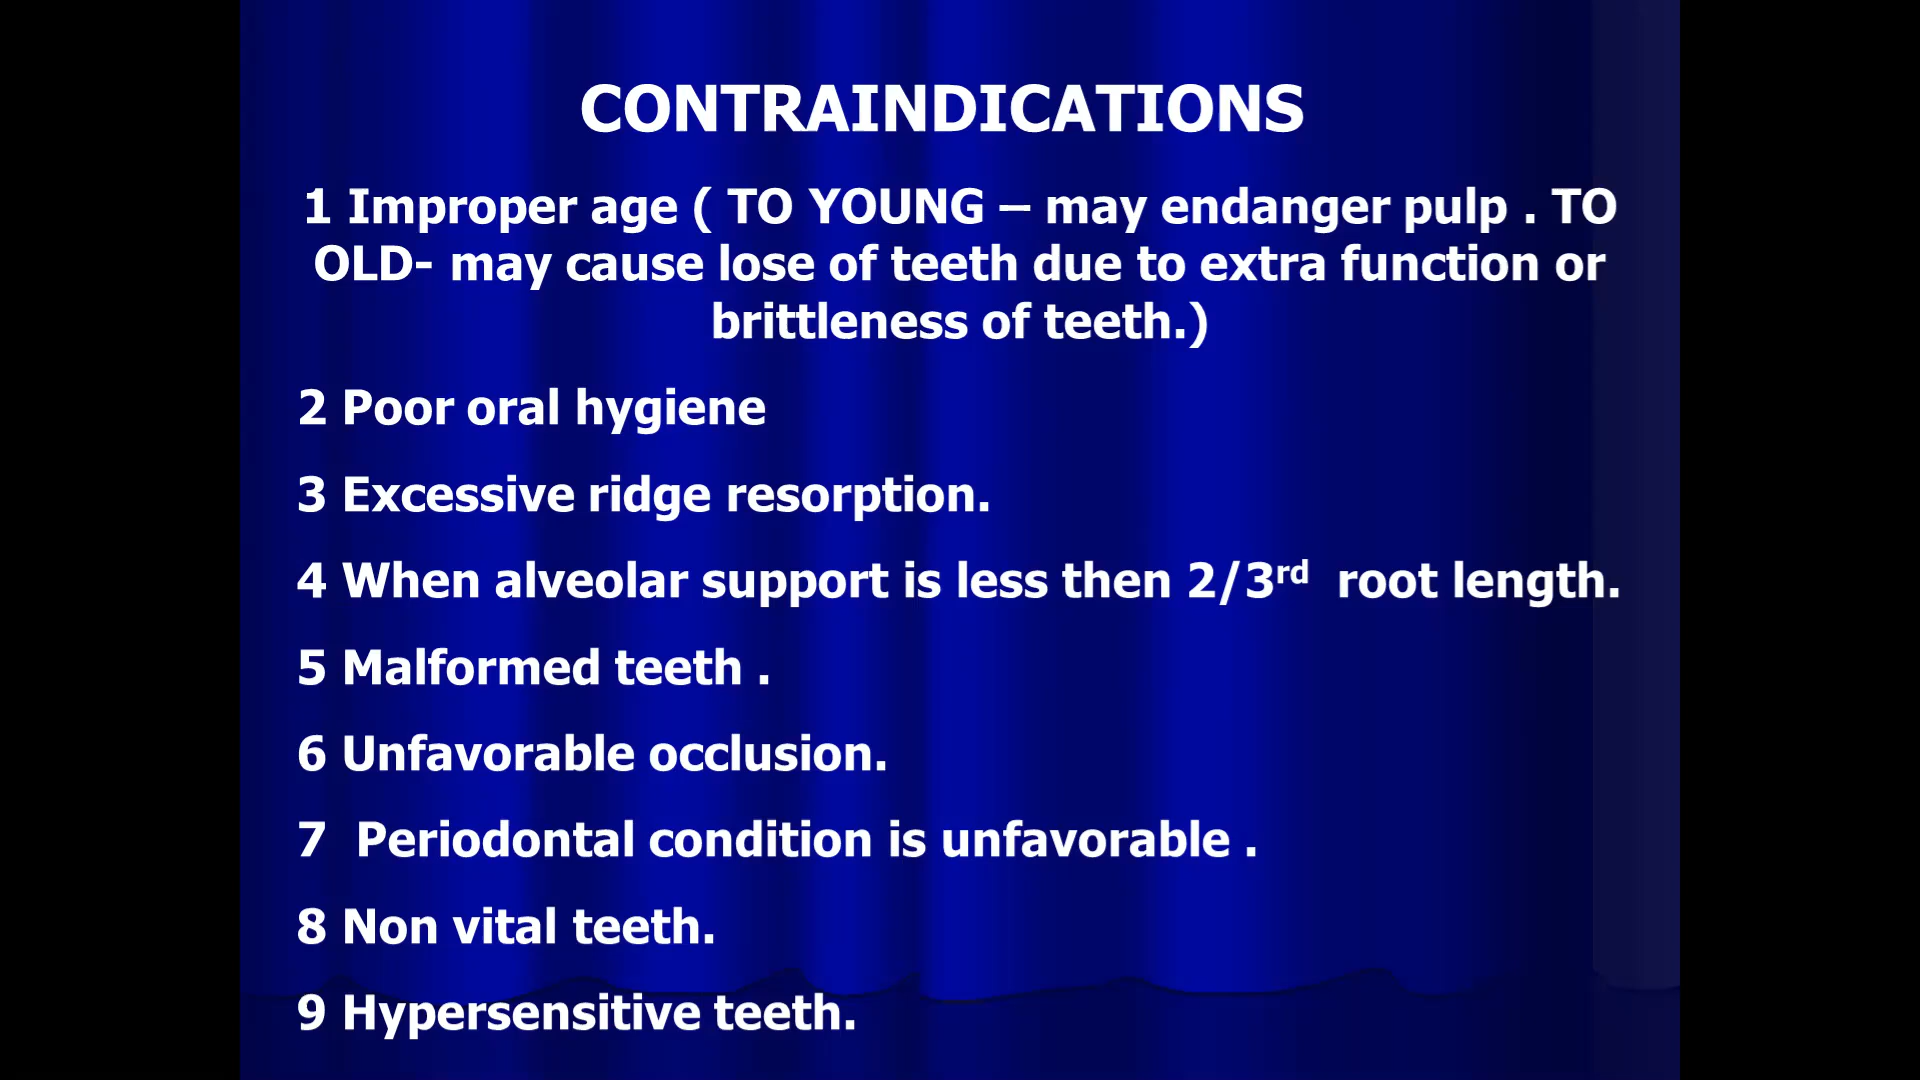 CONTRAINDICATIONS
1 Improper age ( TO YOUNG – may endanger pulp . TO
OLD- may cause lose of teeth due to extra function or
brittleness of teeth.)
2 Poor oral hygiene
3 Excessive ridge resorption.
4 When alveolar support is less then 2/3rd root length.
5 Malformed teeth .
6 Unfavorable occlusion.
7 Periodontal condition is unfavorable .
8 Non vital teeth.
9 Hypersensitive teeth.